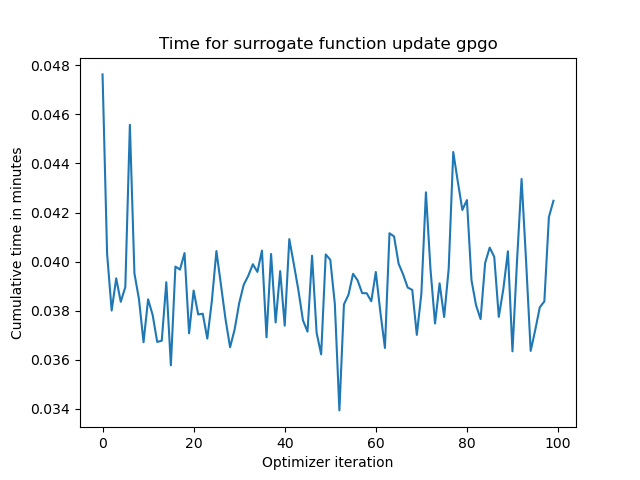 Time for surrogate function update gpgo
Cumulative time in minutes
0.048
0.046
0.044
0.042
0.040
0.038
0.036
0.034
0 20 40 60 80 100
Optimizer iteration